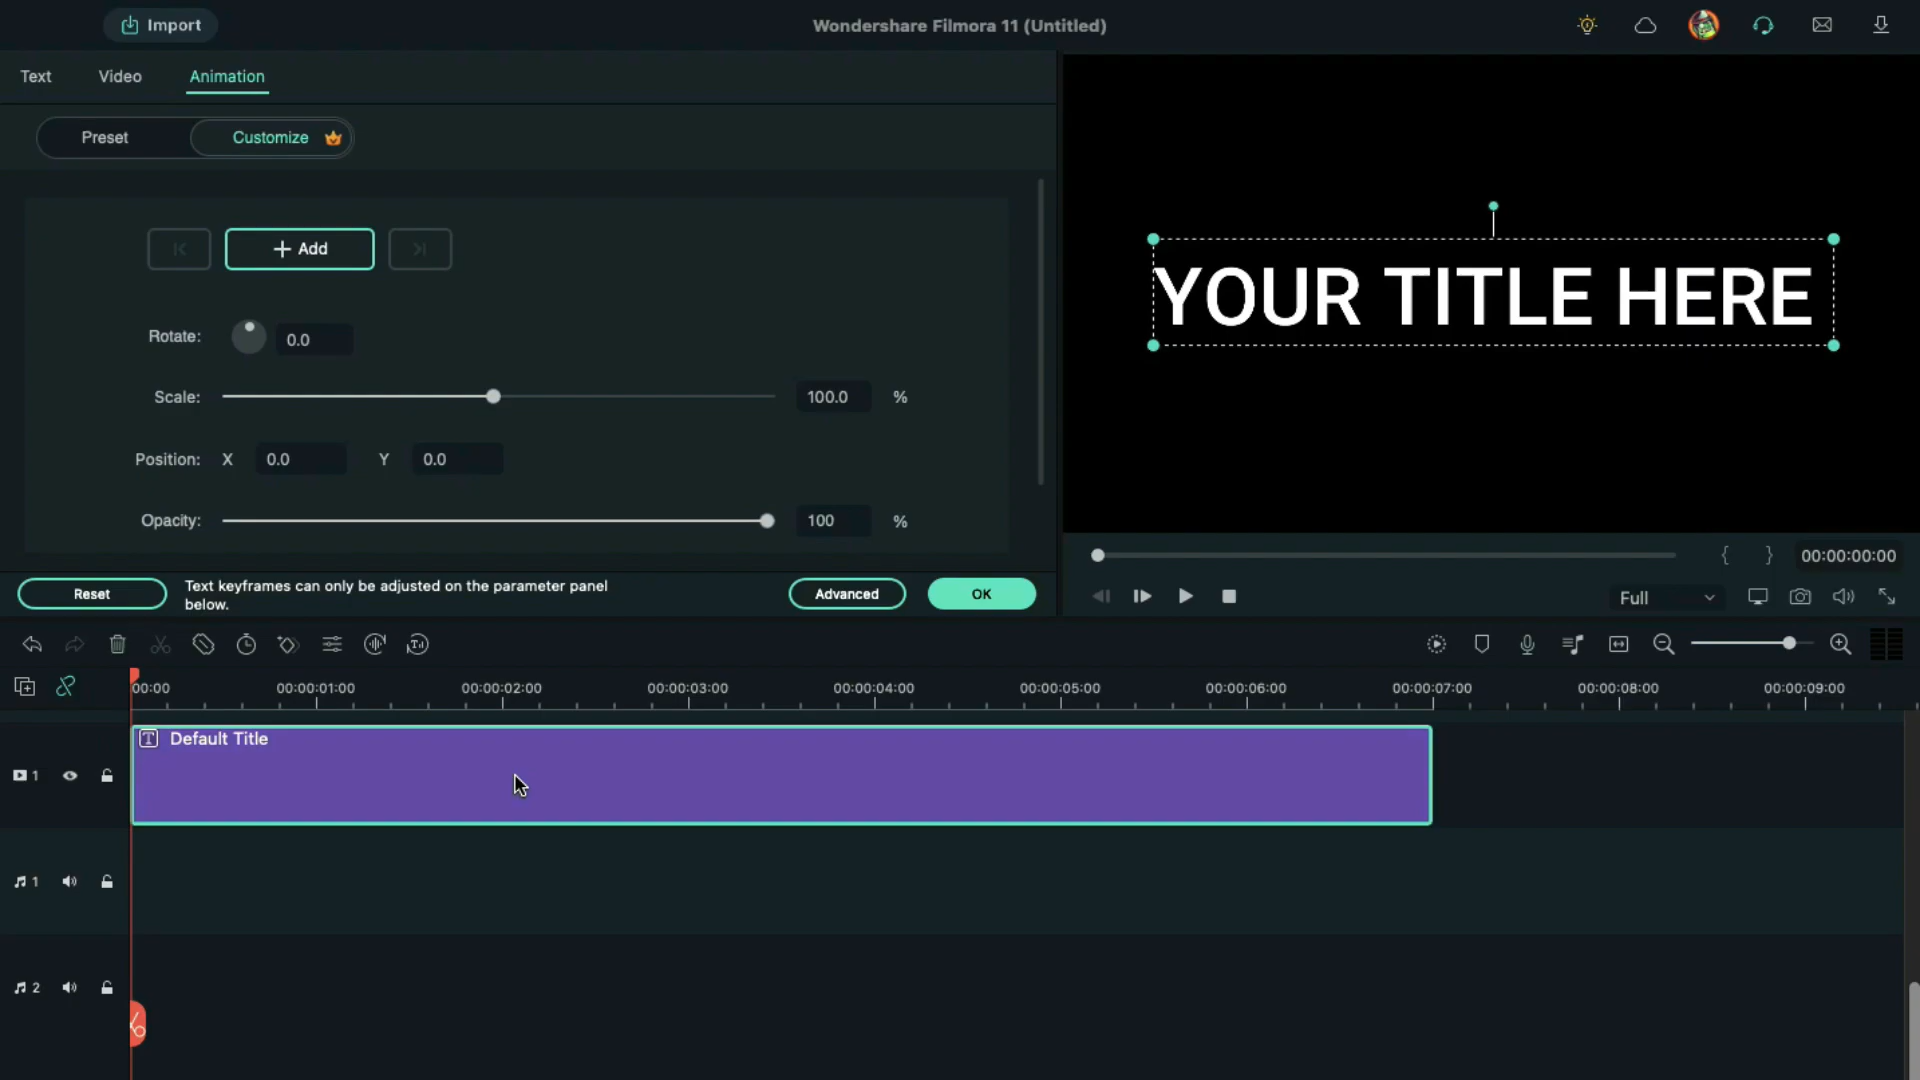 Import
Wondershare Filmora 11 (Untitled)
Text Video Animation
Preset Customize
+ Add
Rotate: 0.0
Scale: 100.0 %
Position: X 0.0 Y 0.0
Opacity: 100 %
Reset
Text keyframes can only be adjusted on the parameter panel
below.
Advanced OK
YOUR TITLE HERE
{ } 00:00:00:00
Full
00:00 00:00:01:00 00:00:02:00 00:00:03:00 00:00:04:00 00:00:05:00 00:00:06:00 00:00:07:00 00:00:08:00 00:00:09:00
T Default Title
1
1
2